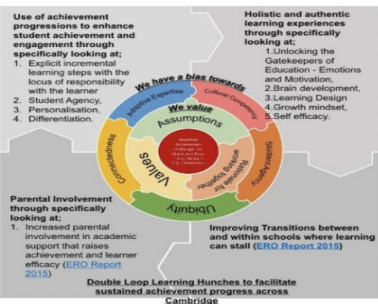 Use of achievement
progressions to enhance
student achievement and
engagement through
specifically looking at;
1. Explicit incremental
learning steps with the
locus of responsibility
with the learner
2. Student Agency,
3. Personalisation,
4. Differentiation.
Holistic and authentic
learning experiences
through specifically
looking at;
1.Unlocking the
Gatekeepers of
Education - Emotions
and Motivation,
2.Brain development,
3.Learning Design
4.Growth mindset,
5.Self efficacy.
We have a bias towards
Adaptive Expertise
Cultural Competency
We value
Assumptions
Connectedness
Values
Rationale for
working together
Student Agency
Ubiquity
Parental Involvement
through specifically
looking at;
1. Increased parental
involvement in academic
support that raises
achievement and learner
efficacy (ERO Report
2015)
Improving Transitions between
and within schools where learning
can stall (ERO Report 2015)
Double Loop Learning Hunches to facilitate
sustained achievement progress across
Cambridge